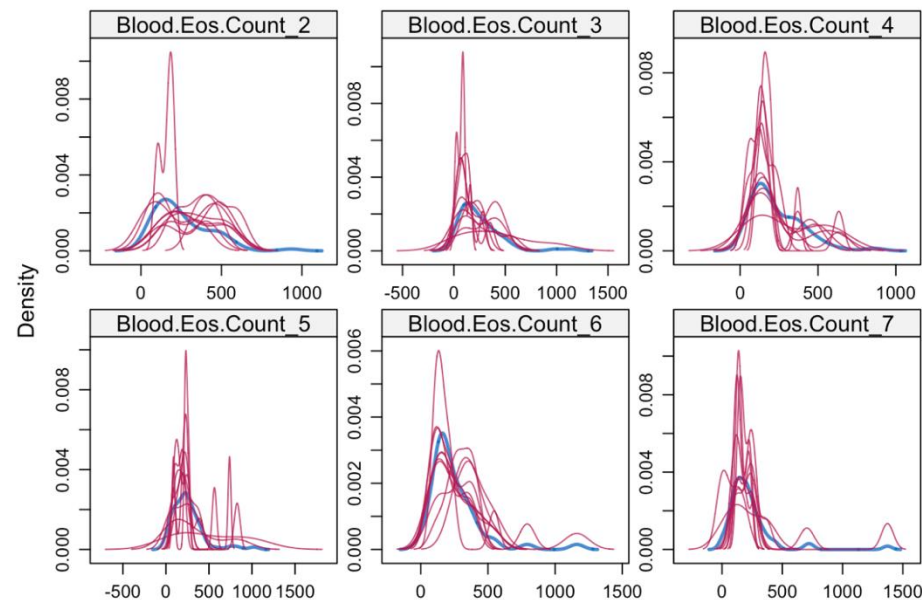 Blood.Eos.Count_2
Blood.Eos.Count_3
Blood.Eos.Count_4
0.000 0.004 0.008
0.000 0.004 0.008
0.000 0.004 0.008
0 500 1000
-500 0 500 1000 1500
0 500 1000
Density
Blood.Eos.Count_5
Blood.Eos.Count_6
Blood.Eos.Count_7
0.000 0.004 0.008
0.000 0.002 0.004 0.006
0.000 0.004 0.008
-500 0 500 1000 1500
0 500 1000 1500
0 500 1000 1500